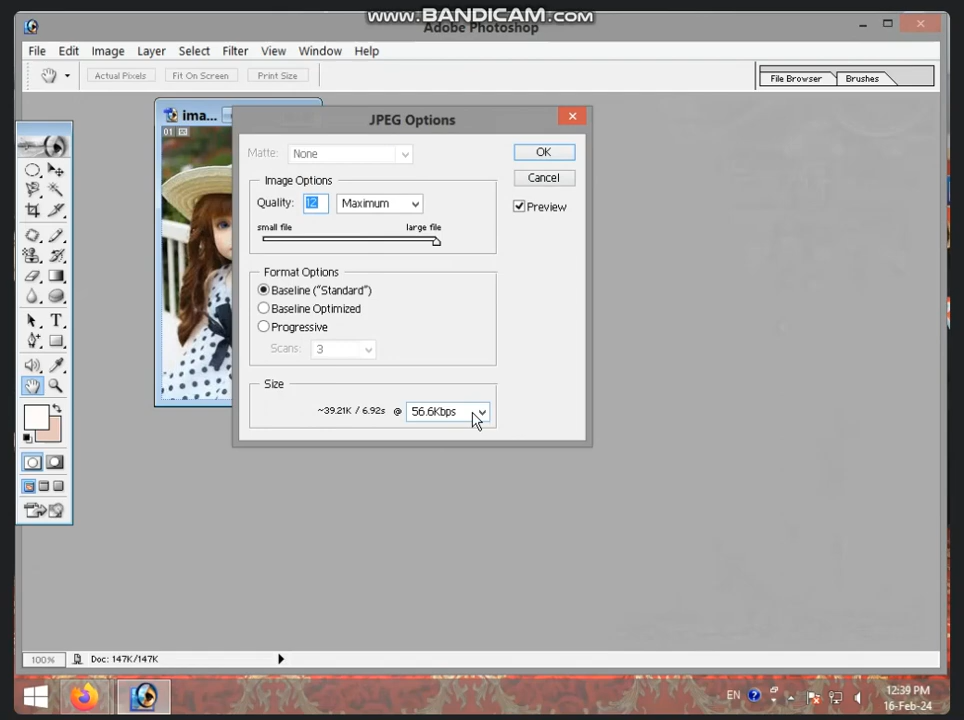 www.BANDICAM.com
Adobe Photoshop
File Edit Image Layer Select Filter View Window Help
Actual Pixels Fit On Screen Print Size File Browser Brushes
ima...
01
JPEG Options
Matte: None
OK
Cancel
Preview
Image Options
Quality: 12 Maximum
small file large file
Format Options
Baseline ("Standard")
Baseline Optimized
Progressive
Scans: 3
Size
~39.21K / 6.92s @ 56.6Kbps
T
100% Doc: 147K/147K
EN
12:39 PM
16-Feb-24